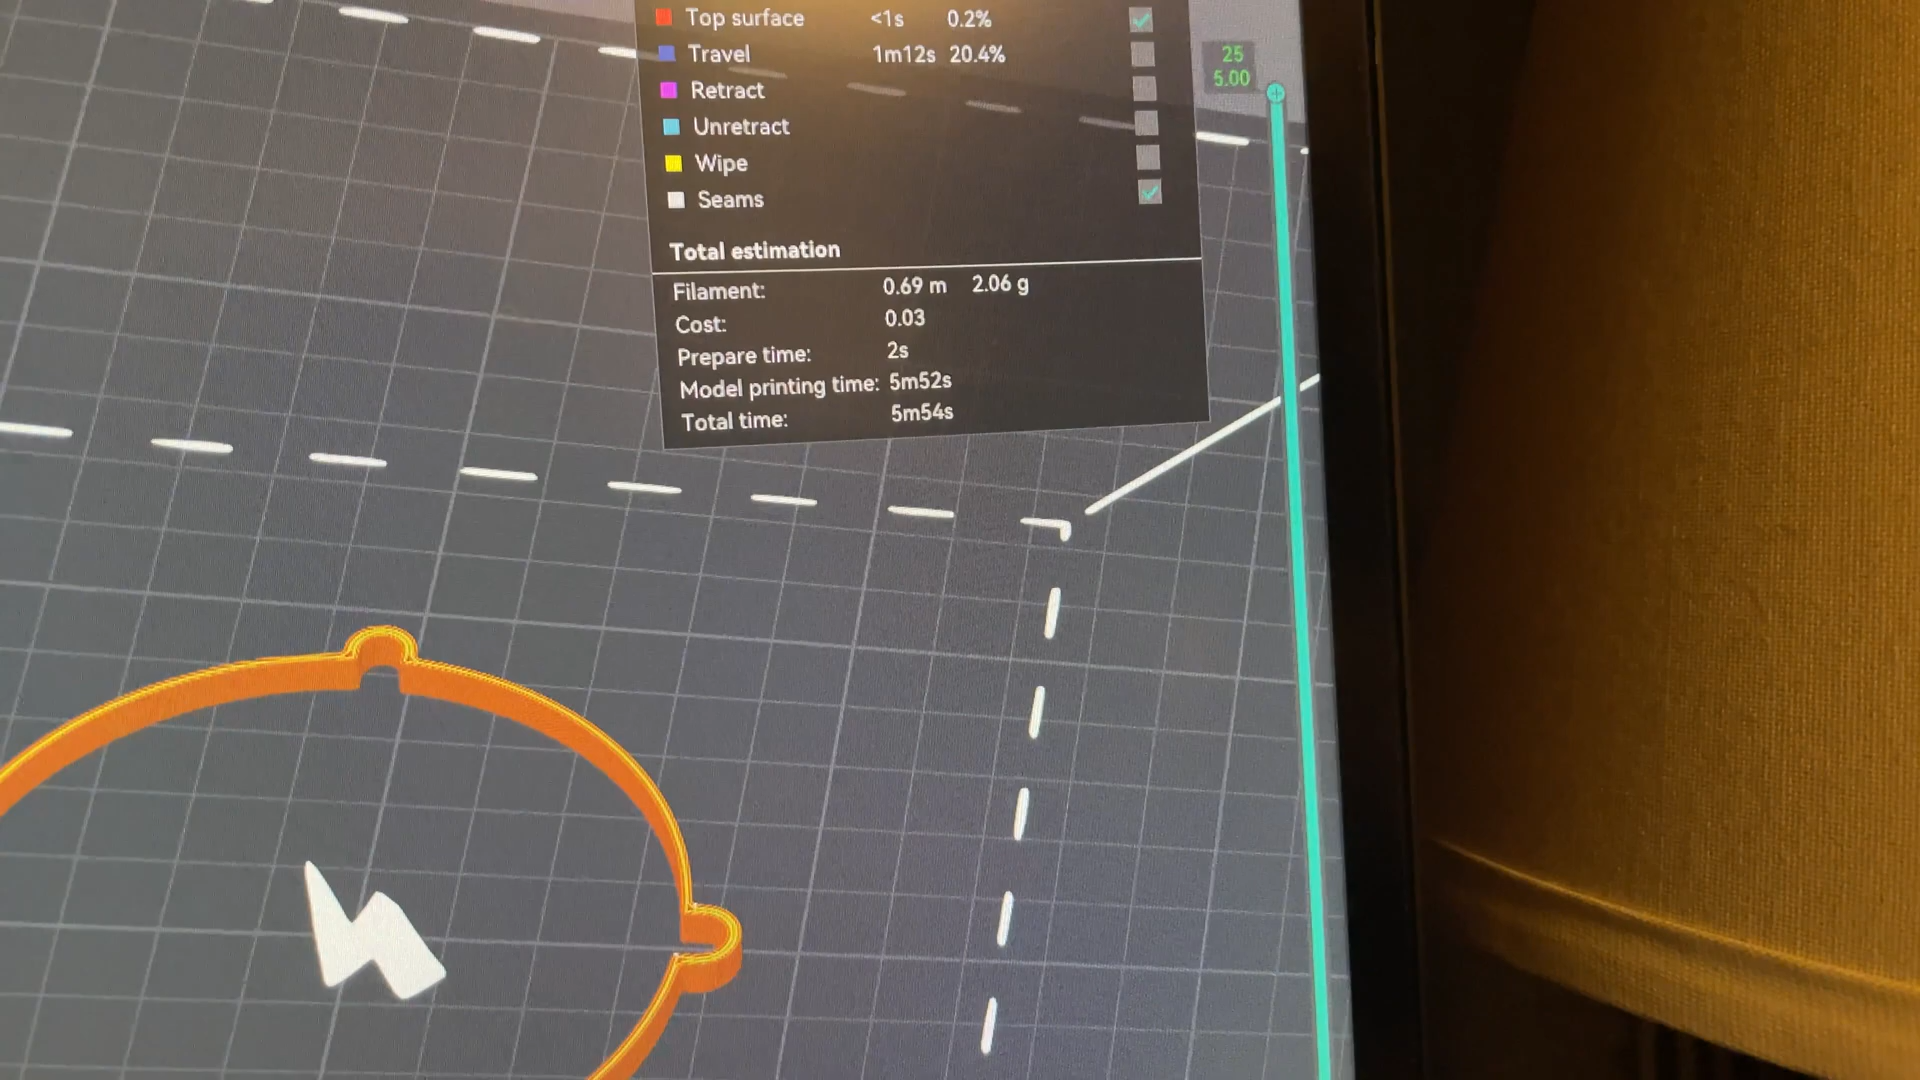 Top surface <1s 0.2%
Travel 1m12s 20.4%
Retract
Unretract
Wipe
Seams
Total estimation
Filament: 0.69 m 2.06 g
Cost: 0.03
Prepare time: 2s
Model printing time: 5m52s
Total time: 5m54s
25
5.00